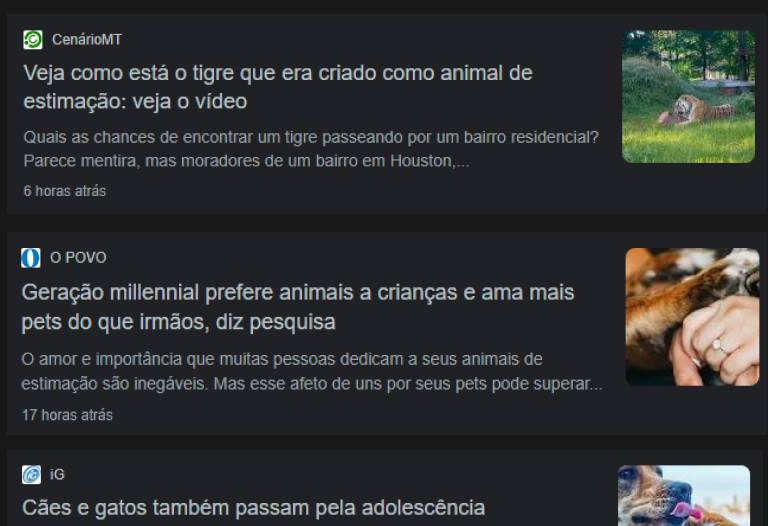 CenárioMT
Veja como está o tigre que era criado como animal de
estimação: veja o vídeo
Quais as chances de encontrar um tigre passeando por um bairro residencial?
Parece mentira, mas moradores de um bairro em Houston,...
6 horas atrás
O POVO
Geração millennial prefere animais a crianças e ama mais
pets do que irmãos, diz pesquisa
O amor e importância que muitas pessoas dedicam a seus animais de
estimação são inegáveis. Mas esse afeto de uns por seus pets pode superar...
17 horas atrás
iG
Cães e gatos também passam pela adolescência